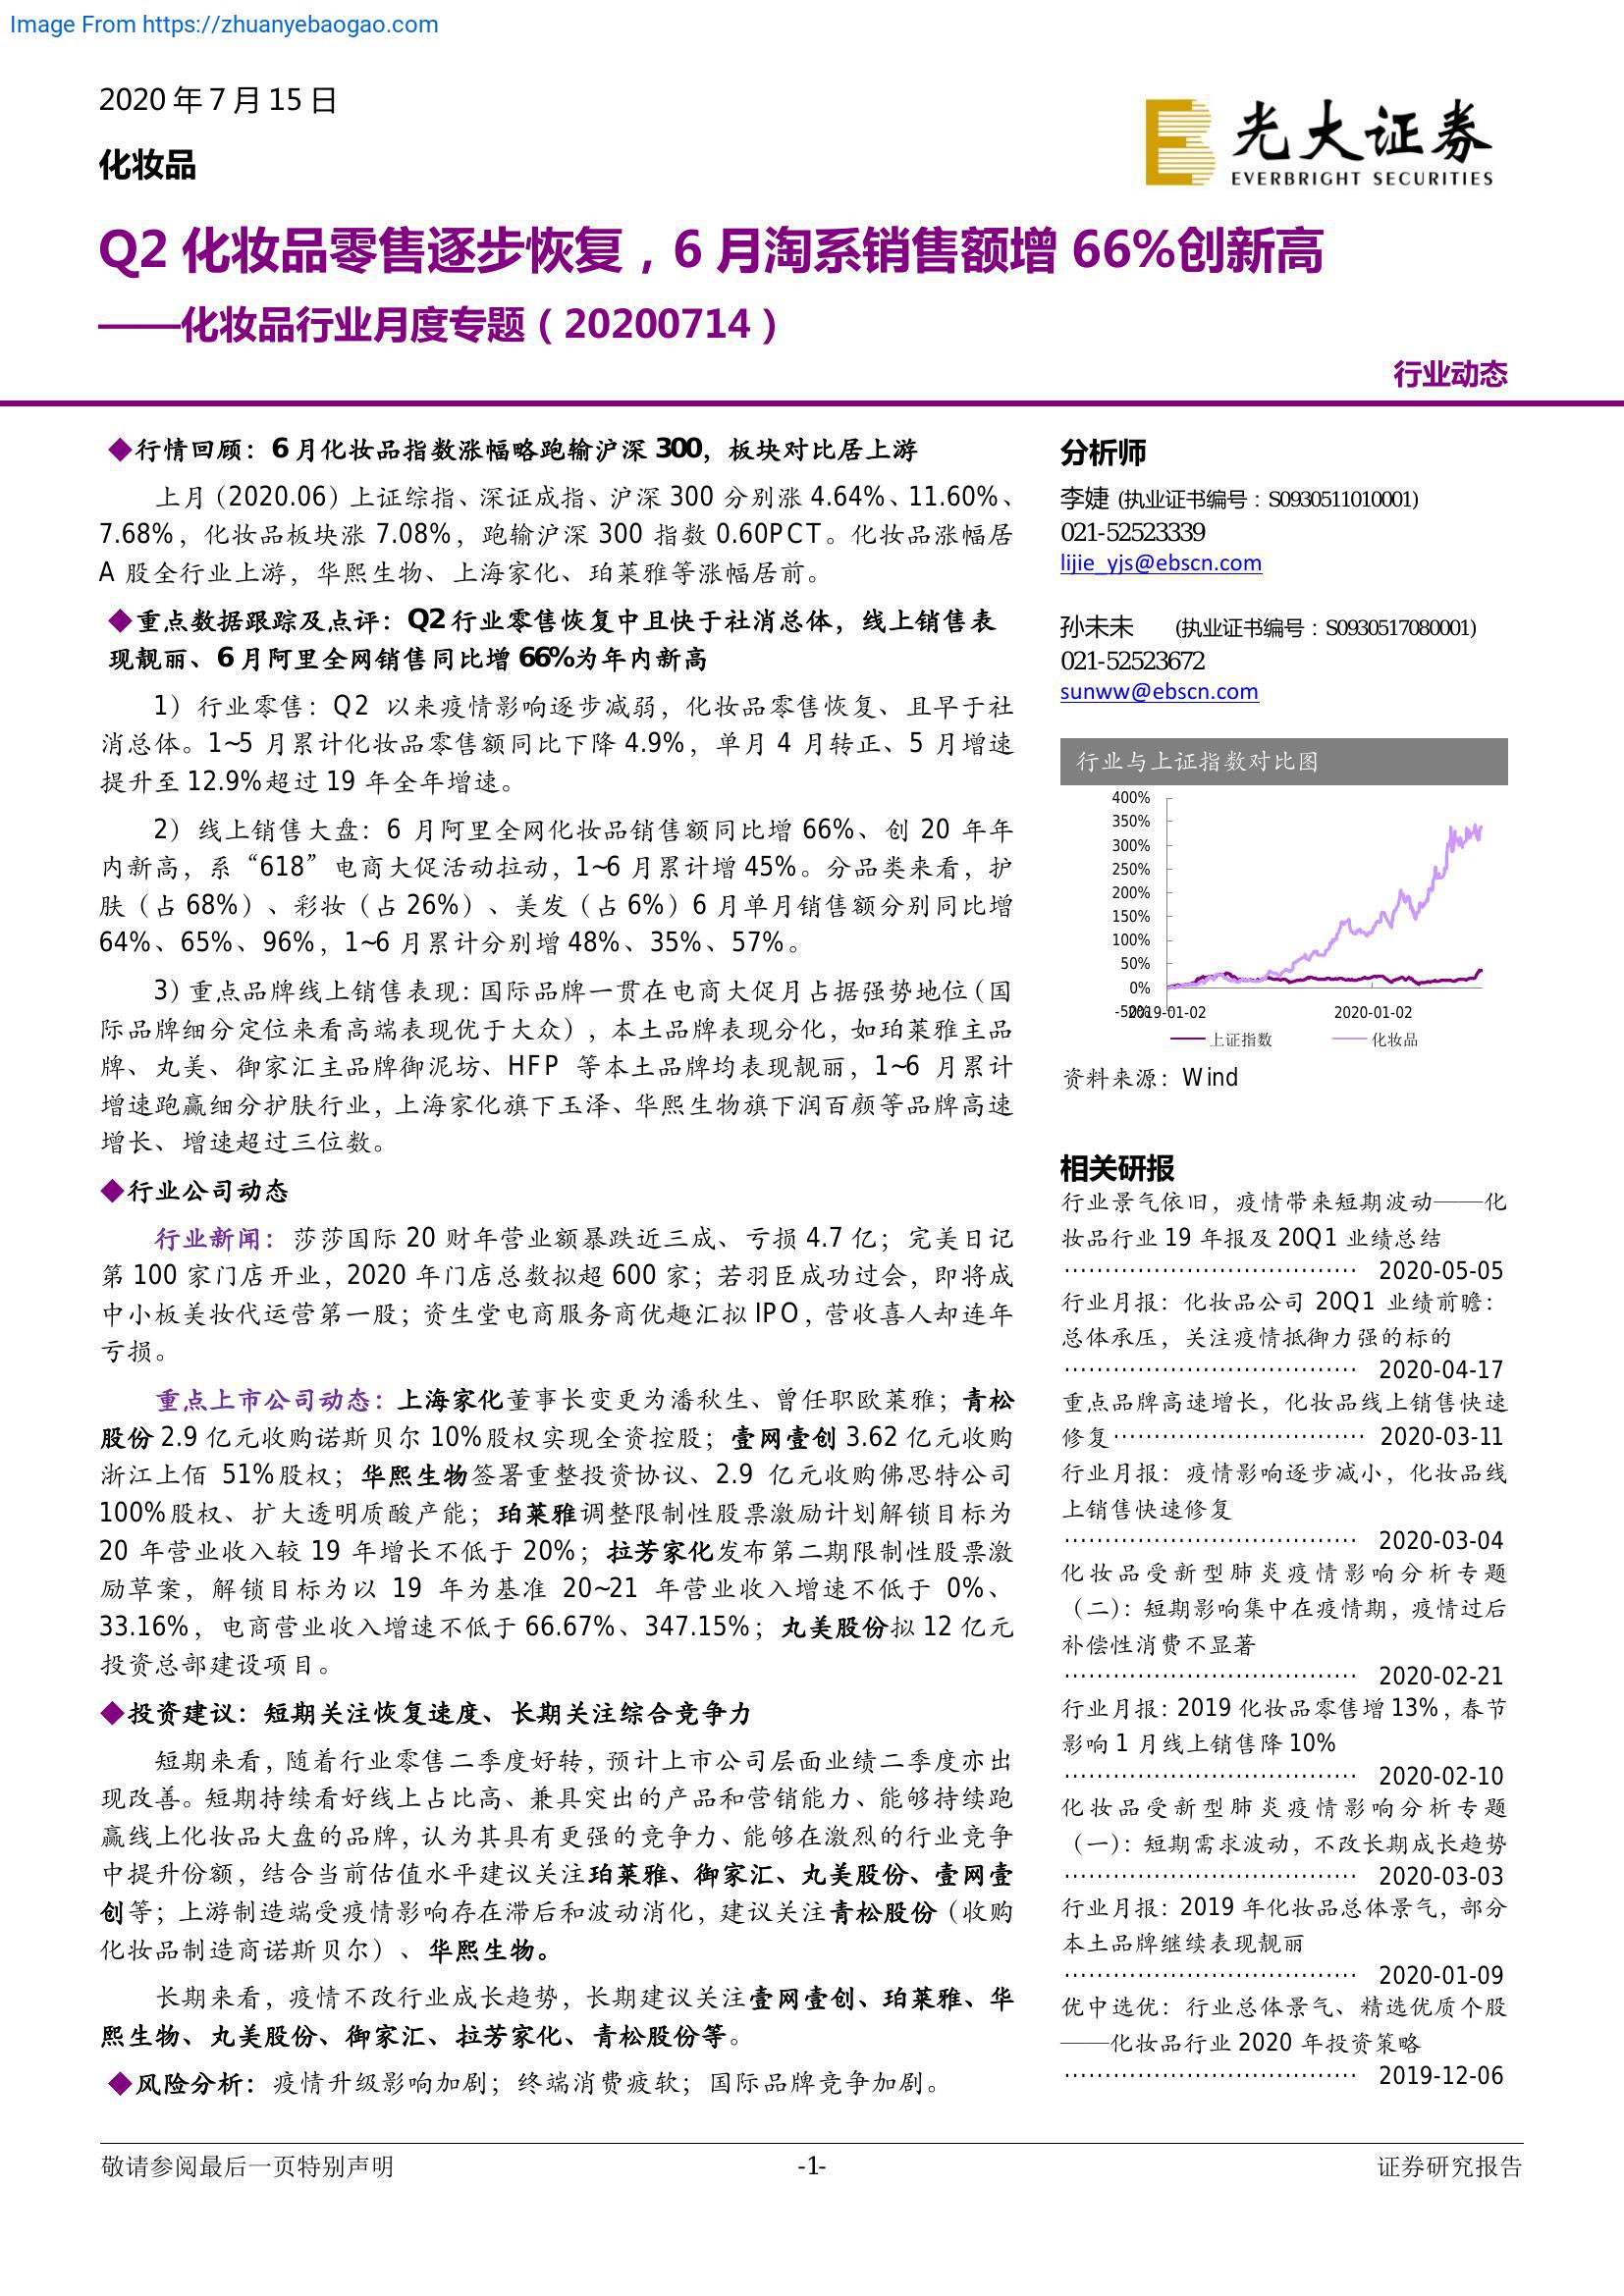 Image From https://zhuanyebaogao.com
2020 年 7 月 15 日
化妆品
光大证券
EVERBRIGHT SECURITIES
Q2 化妆品零售逐步恢复，6 月淘系销售额增 66%创新高
——化妆品行业月度专题（20200714）
行业动态
◆行情回顾：6 月化妆品指数涨幅略跑输沪深 300，板块对比居上游
上月（2020.06）上证综指、深证成指、沪深 300 分别涨 4.64%、11.60%、
7.68%，化妆品板块涨 7.08%，跑输沪深 300 指数 0.60PCT。化妆品涨幅居
A 股全行业上游，华熙生物、上海家化、珀莱雅等涨幅居前。
◆重点数据跟踪及点评：Q2 行业零售恢复中且快于社消总体，线上销售表
现靓丽、6 月阿里全网销售同比增 66%为年内新高
1）行业零售：Q2 以来疫情影响逐步减弱，化妆品零售恢复、且早于社
消总体。1~5 月累计化妆品零售额同比下降 4.9%，单月 4 月转正、5 月增速
提升至 12.9%超过 19 年全年增速。
2）线上销售大盘：6 月阿里全网化妆品销售额同比增 66%、创 20 年年
内新高，系“618”电商大促活动拉动，1~6 月累计增 45%。分品类来看，护
肤（占 68%）、彩妆（占 26%）、美发（占 6%）6 月单月销售额分别同比增
64%、65%、96%，1~6 月累计分别增 48%、35%、57%。
3）重点品牌线上销售表现：国际品牌一贯在电商大促月占据强势地位（国
际品牌细分定位来看高端表现优于大众），本土品牌表现分化，如珀莱雅主品
牌、丸美、御家汇主品牌御泥坊、HFP 等本土品牌均表现靓丽，1~6 月累计
增速跑赢细分护肤行业，上海家化旗下玉泽、华熙生物旗下润百颜等品牌高速
增长、增速超过三位数。
◆行业公司动态
行业新闻：莎莎国际 20 财年营业额暴跌近三成、亏损 4.7 亿；完美日记
第 100 家门店开业，2020 年门店总数拟超 600 家；若羽臣成功过会，即将成
中小板美妆代运营第一股；资生堂电商服务商优趣汇拟 IPO，营收喜人却连年
亏损。
重点上市公司动态：上海家化董事长变更为潘秋生、曾任职欧莱雅；青松
股份 2.9 亿元收购诺斯贝尔 10%股权实现全资控股；壹网壹创 3.62 亿元收购
浙江上佰 51%股权；华熙生物签署重整投资协议、2.9 亿元收购佛思特公司
100%股权、扩大透明质酸产能；珀莱雅调整限制性股票激励计划解锁目标为
20 年营业收入较 19 年增长不低于 20%；拉芳家化发布第二期限制性股票激
励草案，解锁目标为以 19 年为基准 20~21 年营业收入增速不低于 0%、
33.16%，电商营业收入增速不低于 66.67%、347.15%；丸美股份拟 12 亿元
投资总部建设项目。
◆投资建议：短期关注恢复速度、长期关注综合竞争力
短期来看，随着行业零售二季度好转，预计上市公司层面业绩二季度亦出
现改善。短期持续看好线上占比高、兼具突出的产品和营销能力、能够持续跑
赢线上化妆品大盘的品牌，认为其具有更强的竞争力、能够在激烈的行业竞争
中提升份额，结合当前估值水平建议关注珀莱雅、御家汇、丸美股份、壹网壹
创等；上游制造端受疫情影响存在滞后和波动消化，建议关注青松股份（收购
化妆品制造商诺斯贝尔）、华熙生物。
长期来看，疫情不改行业成长趋势，长期建议关注壹网壹创、珀莱雅、华
熙生物、丸美股份、御家汇、拉芳家化、青松股份等。
◆风险分析：疫情升级影响加剧；终端消费疲软；国际品牌竞争加剧。
分析师
李婕 (执业证书编号：S0930511010001)
021-52523339
lijie_yjs@ebscn.com
孙未未 (执业证书编号：S0930517080001)
021-52523672
sunww@ebscn.com
行业与上证指数对比图
400%
350%
300%
250%
200%
150%
100%
50%
0%
-50%
2019-01-02 2020-01-02
上证指数 化妆品
资料来源：Wind
相关研报
行业景气依旧，疫情带来短期波动——化
妆品行业 19 年报及 20Q1 业绩总结
···································· 2020-05-05
行业月报：化妆品公司 20Q1 业绩前瞻：
总体承压，关注疫情抵御力强的标的
···································· 2020-04-17
重点品牌高速增长，化妆品线上销售快速
修复······························· 2020-03-11
行业月报：疫情影响逐步减小，化妆品线
上销售快速修复
···································· 2020-03-04
化妆品受新型肺炎疫情影响分析专题
（二）：短期影响集中在疫情期，疫情过后
补偿性消费不显著
···································· 2020-02-21
行业月报：2019 化妆品零售增 13%，春节
影响 1 月线上销售降 10%
···································· 2020-02-10
化妆品受新型肺炎疫情影响分析专题
（一）：短期需求波动，不改长期成长趋势
···································· 2020-03-03
行业月报：2019 年化妆品总体景气，部分
本土品牌继续表现靓丽
···································· 2020-01-09
优中选优：行业总体景气、精选优质个股
——化妆品行业 2020 年投资策略
···································· 2019-12-06
敬请参阅最后一页特别声明 -1- 证券研究报告